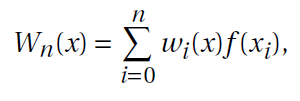 W_n(x) = \sum_{i=0}^{n} w_i(x) f(x_i),